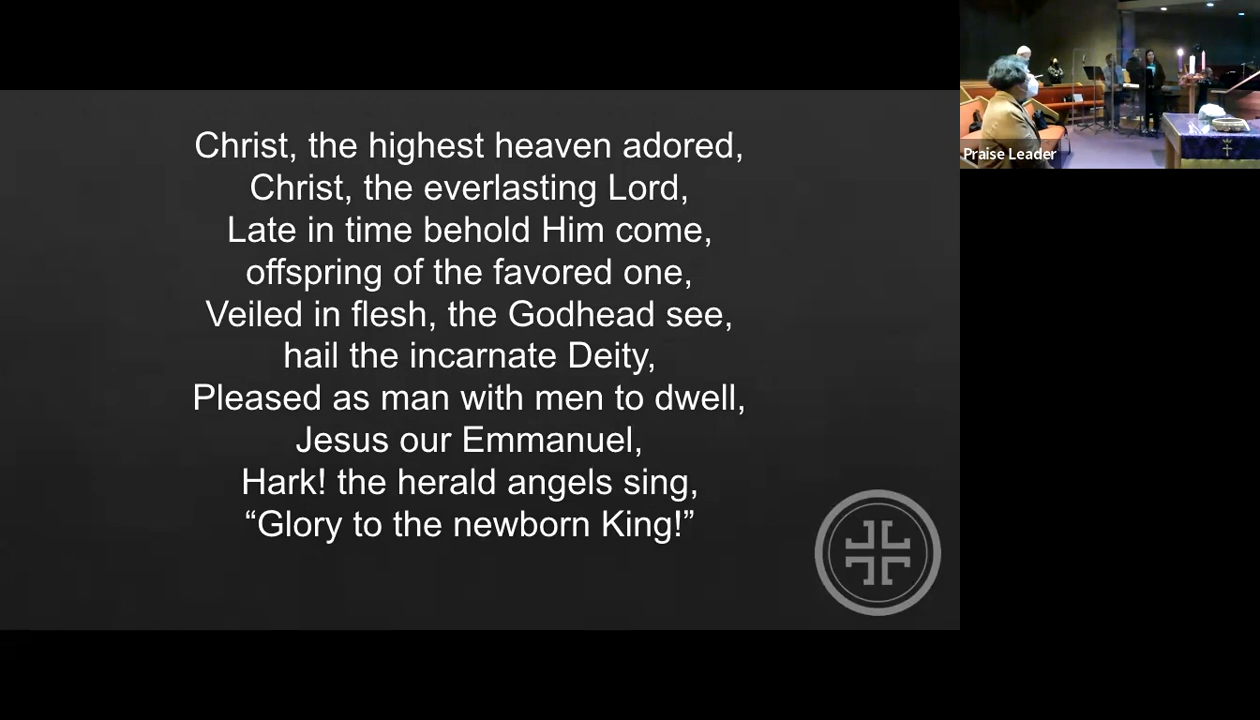 Christ, the highest heaven adored,
Christ, the everlasting Lord,
Late in time behold Him come,
offspring of the favored one,
Veiled in flesh, the Godhead see,
hail the incarnate Deity,
Pleased as man with men to dwell,
Jesus our Emmanuel,
Hark! the herald angels sing,
“Glory to the newborn King!”
Praise Leader